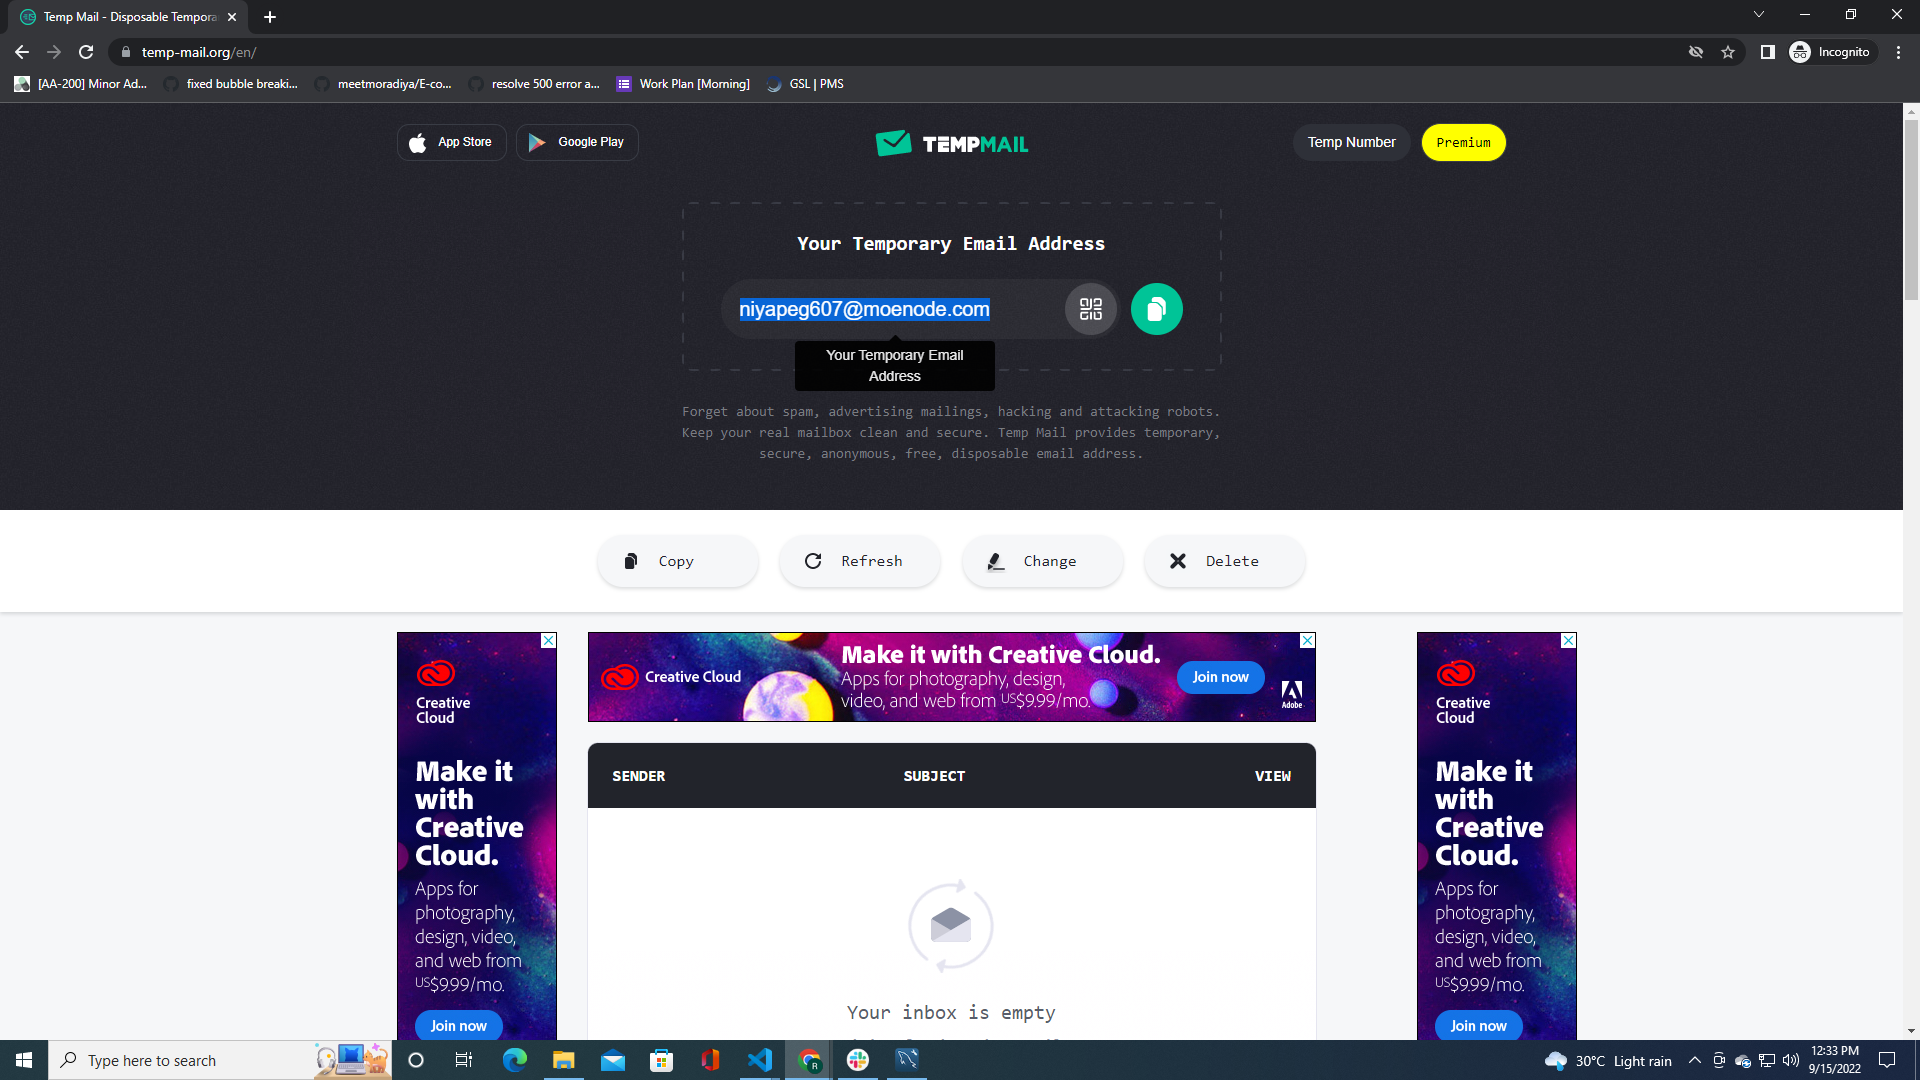 Temp Mail - Disposable Tempora
temp-mail.org/en/
Incognito
[AA-200] Minor Ad...
fixed bubble breaki...
meetmoradiya/E-co...
resolve 500 error a...
Work Plan [Morning]
GSL | PMS
App Store
Google Play
TEMPMAIL
Temp Number
Premium
Your Temporary Email Address
niyapeg607@moenode.com
Your Temporary Email
Address
Forget about spam, advertising mailings, hacking and attacking robots.
Keep your real mailbox clean and secure. Temp Mail provides temporary,
secure, anonymous, free, disposable email address.
Copy
Refresh
Change
Delete
Creative
Cloud
Make it
with
Creative
Cloud.
Apps for
photography,
design, video,
and web from
US$9.99/mo.
Join now
Creative Cloud
Make it with Creative Cloud.
Apps for photography, design,
video, and web from US$9.99/mo.
Join now
Adobe
SENDER SUBJECT VIEW
Your inbox is empty
Creative
Cloud
Make it
with
Creative
Cloud.
Apps for
photography,
design, video,
and web from
US$9.99/mo.
Join now
Type here to search
R
30°C Light rain
12:33 PM
9/15/2022